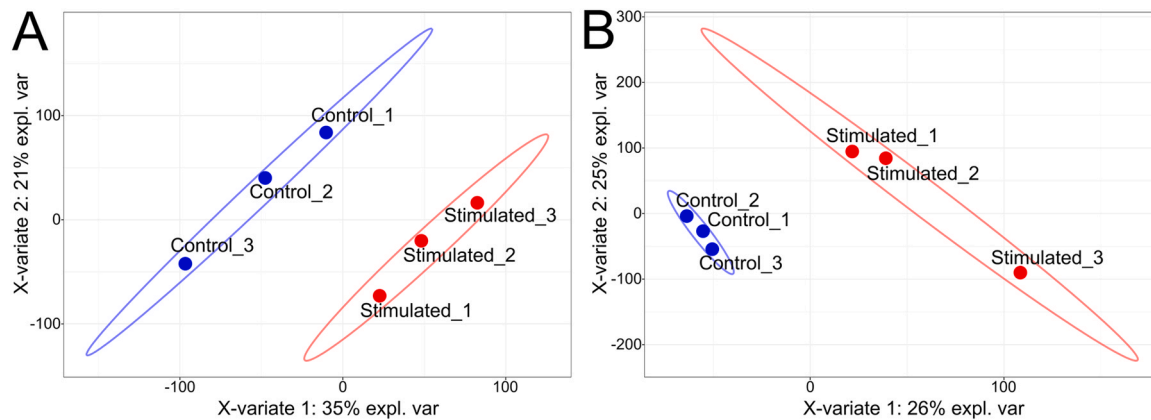 A
X-variate 2: 21% expl. var
100
0
-100
Control_1
Control_2
Control_3
Stimulated_3
Stimulated_2
Stimulated_1
-100
0
100
X-variate 1: 35% expl. var
B
X-variate 2: 25% expl. var
300
200
100
0
-100
-200
Stimulated_1
Stimulated_2
Control_2
Control_1
Control_3
Stimulated_3
0
100
X-variate 1: 26% expl. var